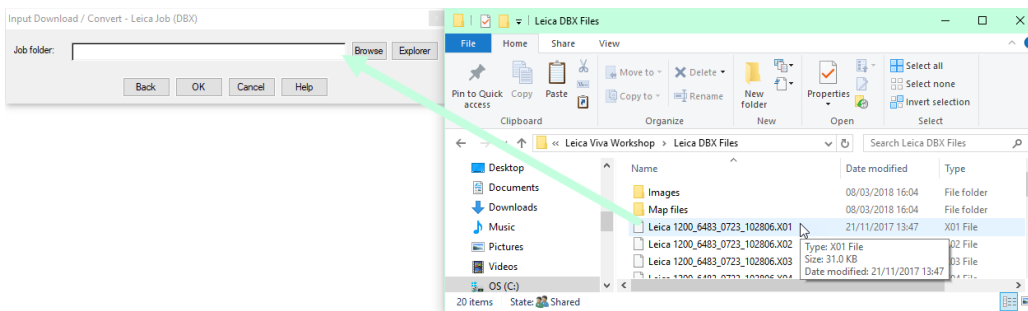 Input Download / Convert - Leica Job (DBX)
Job folder:
Browse
Explorer
Back
OK
Cancel
Help
Leica DBX Files
File
Home
Share
View
Pin to Quick
access
Copy
Paste
Clipboard
Move to
Copy to
Delete
Rename
Organize
New
folder
New
Properties
Open
Select all
Select none
Invert selection
Select
« Leica Viva Workshop > Leica DBX Files
Search Leica DBX Files
Desktop
Documents
Downloads
Music
Pictures
Videos
OS (C:)
Name
Date modified
Type
Images
08/03/2018 16:04
File folder
Map files
08/03/2018 16:04
File folder
Leica 1200_6483_0723_102806.X01
21/11/2017 13:47
X01 File
Leica 1200_6483_0723_102806.X02
Leica 1200_6483_0723_102806.X03
Type: X01 File
Size: 31.0 KB
Date modified: 21/11/2017 13:47
20 items
State:
Shared